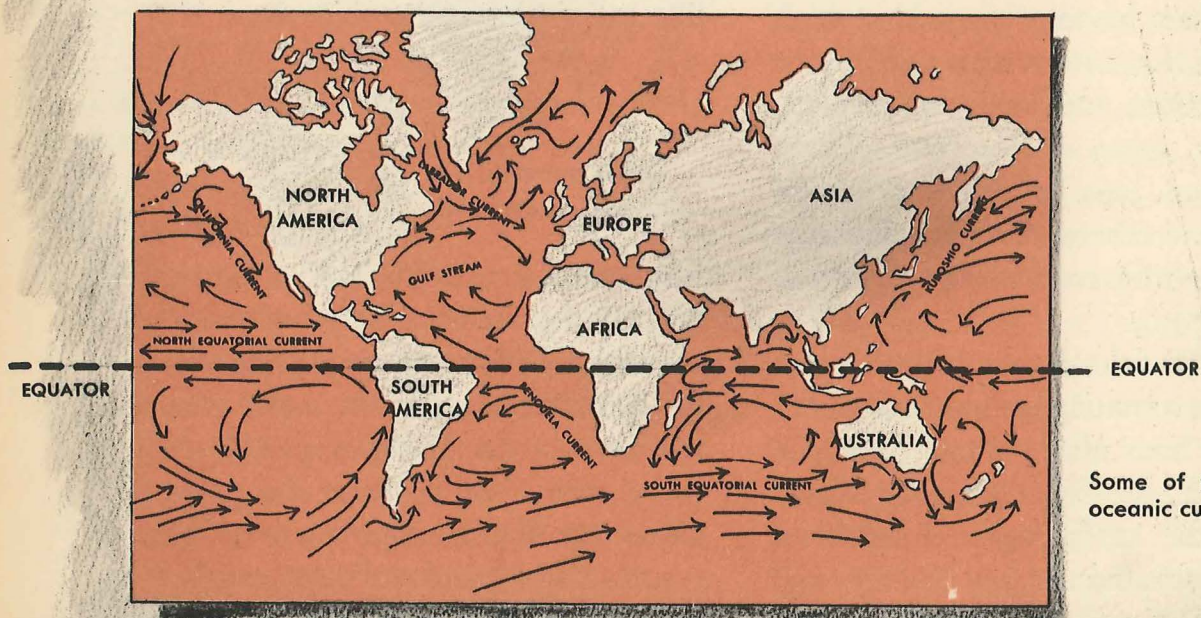 LABRADOR CURRENT
NORTH
AMERICA
ASIA
EUROPE
CALIFORNIA CURRENT
KUROSHIO CURRENT
GULF STREAM
AFRICA
NORTH EQUATORIAL CURRENT
EQUATOR
EQUATOR
SOUTH
AMERICA
BENGUELA CURRENT
AUSTRALIA
SOUTH EQUATORIAL CURRENT
Some of
oceanic cu